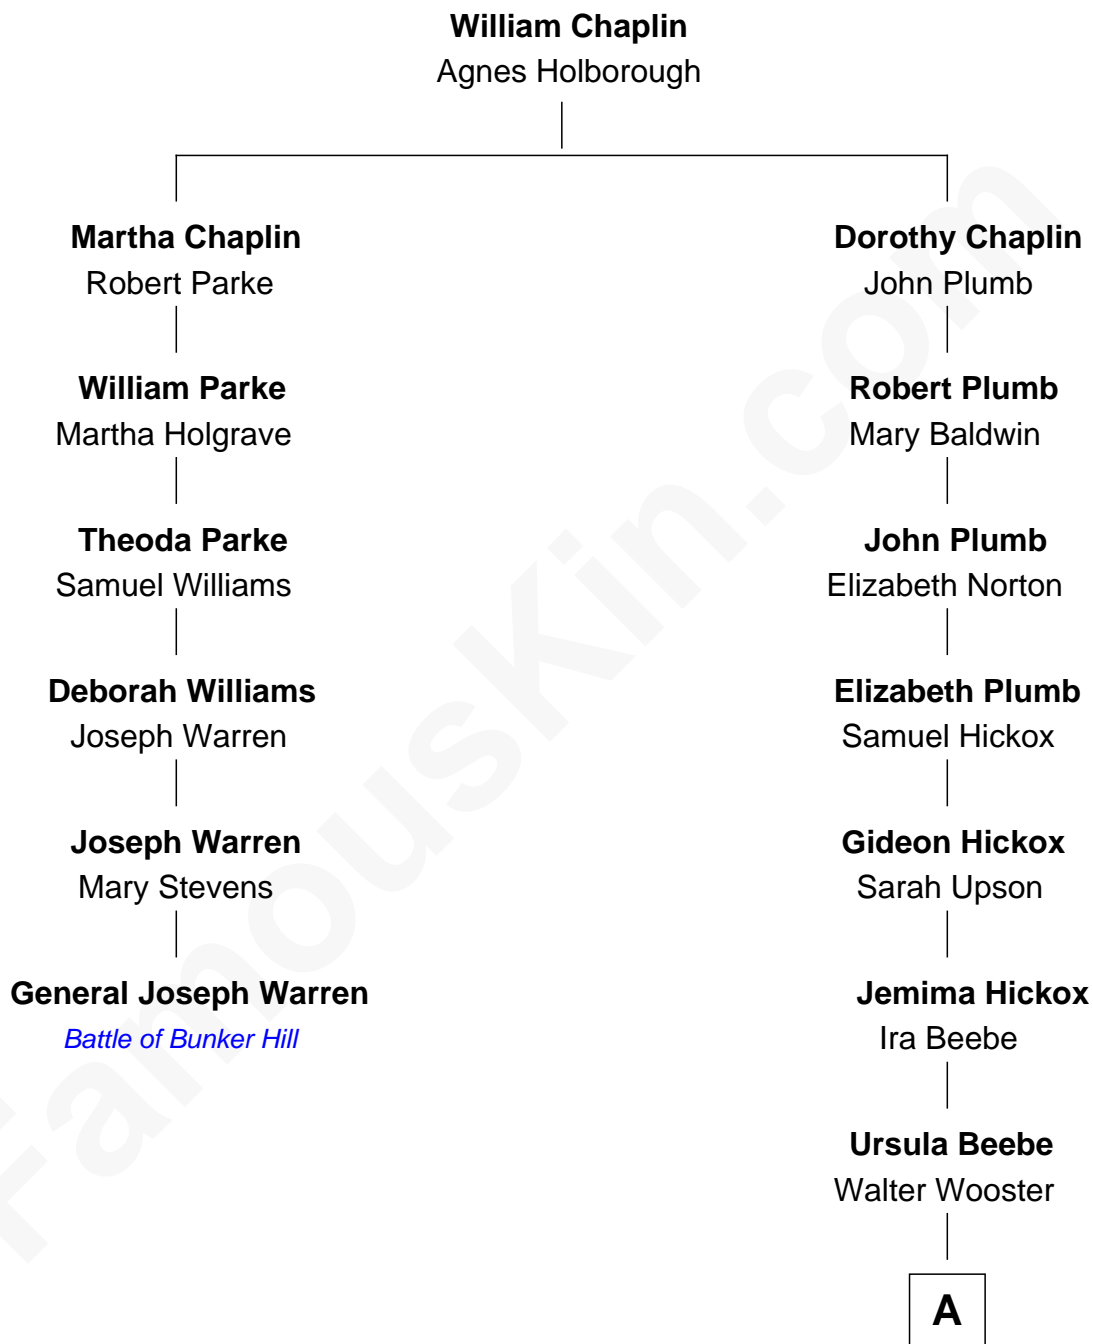 William Chaplin
Agnes Holborough
Martha Chaplin
Robert Parke
Dorothy Chaplin
John Plumb
William Parke
Martha Holgrave
Robert Plumb
Mary Baldwin
Theoda Parke
Samuel Williams
John Plumb
Elizabeth Norton
Deborah Williams
Joseph Warren
Elizabeth Plumb
Samuel Hickox
Joseph Warren
Mary Stevens
Gideon Hickox
Sarah Upson
General Joseph Warren
Battle of Bunker Hill
Jemima Hickox
Ira Beebe
Ursula Beebe
Walter Wooster
A
FamousKin.com